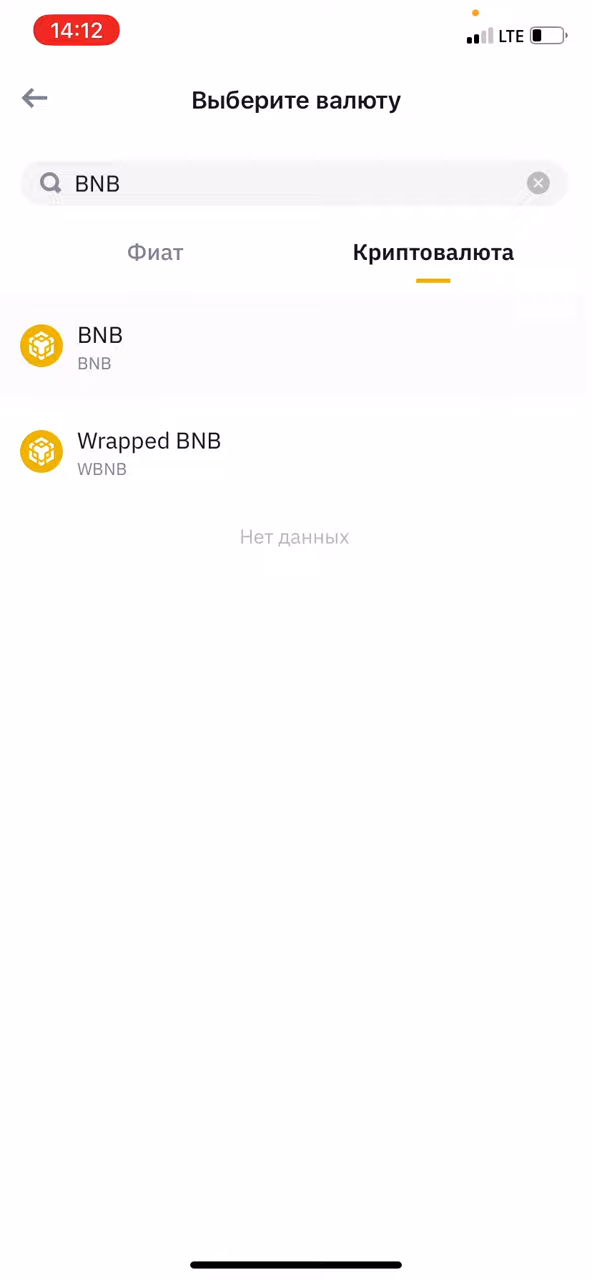 14:12
LTE
Выберите валюту
BNB
Фиат
Криптовалюта
BNB
BNB
Wrapped BNB
WBNB
Нет данных